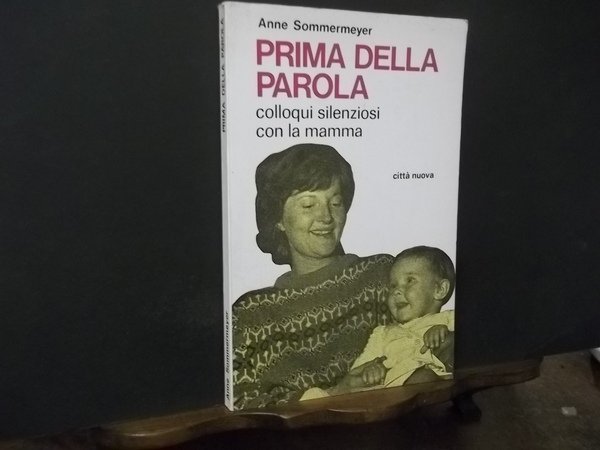 Anne Sommermeyer
PRIMA DELLA
PAROLA
colloqui silenziosi
con la mamma
città nuova
PRIMA DELLA PAROLA
Anne Sommermeyer